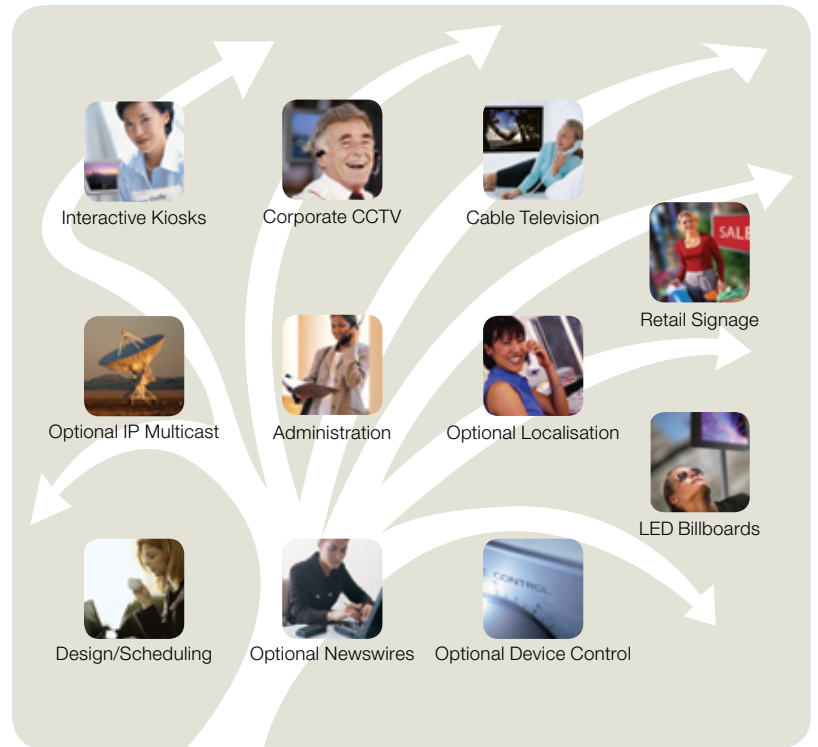 Interactive Kiosks
Corporate CCTV
Cable Television
SALE
Retail Signage
Optional IP Multicast
Administration
Optional Localisation
LED Billboards
CONTROL
Design/Scheduling
Optional Newswires
Optional Device Control